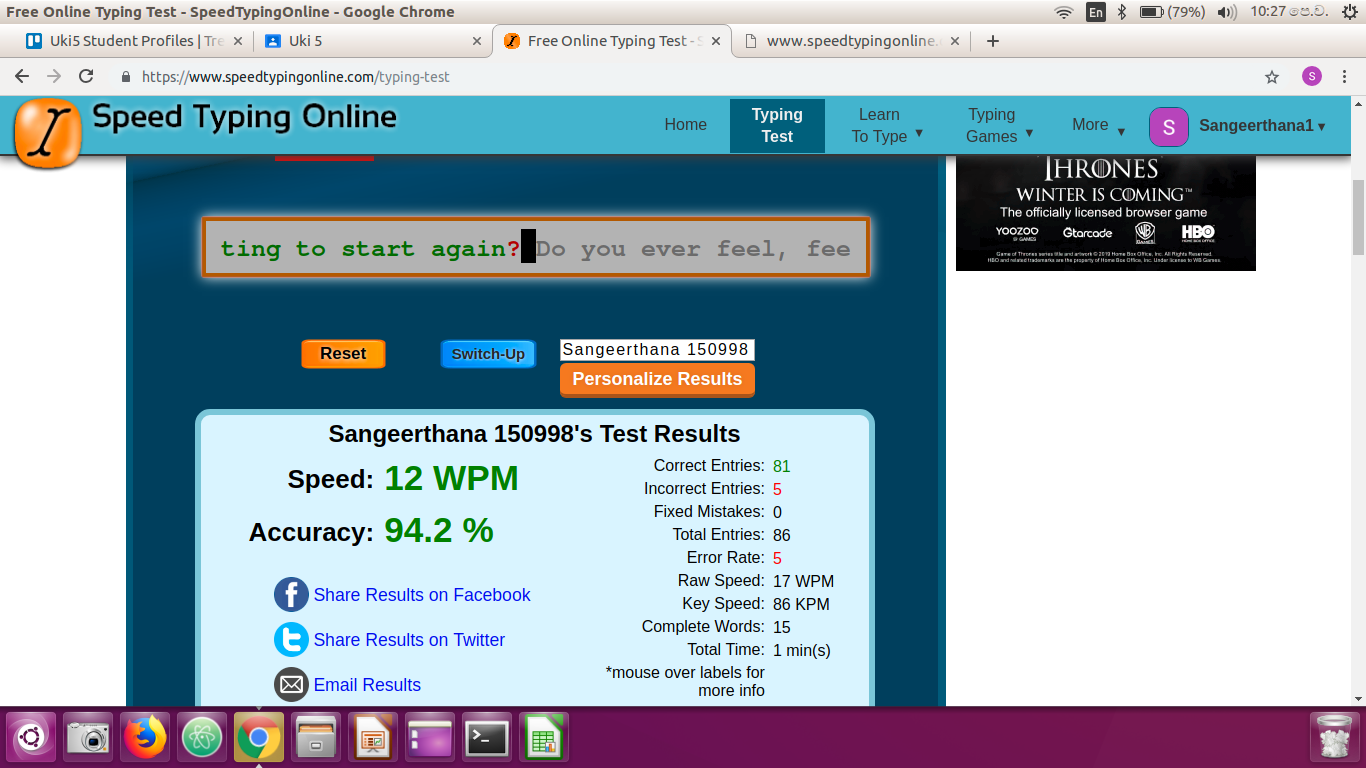 Free Online Typing Test - SpeedTypingOnline - Google Chrome
En
(79%)
10:27 පෙ.ව.
Uki5 Student Profiles | Tre
Uki 5
Free Online Typing Test - S
www.speedtypingonline.
https://www.speedtypingonline.com/typing-test
S
Speed Typing Online
Home
Typing Test
Learn To Type ▼
Typing Games ▼
More ▼
S
Sangeerthana1 ▾
THRONES
WINTER IS COMING™
The officially licensed browser game
YOOZOO GAMES
Gtarcade
WB GAMES
HBO
Game of Thrones series title and artwork © 2019 Home Box Office, Inc. All Rights Reserved.
HBO and related trademarks are the property of Home Box Office, Inc. Under license to WB Games.
ting to start again? Do you ever feel, fee
Reset
Switch-Up
Sangeerthana 150998
Personalize Results
Sangeerthana 150998's Test Results
Speed: 12 WPM
Accuracy: 94.2 %
Share Results on Facebook
Share Results on Twitter
Email Results
Correct Entries: 81
Incorrect Entries: 5
Fixed Mistakes: 0
Total Entries: 86
Error Rate: 5
Raw Speed: 17 WPM
Key Speed: 86 KPM
Complete Words: 15
Total Time: 1 min(s)
*mouse over labels for
more info